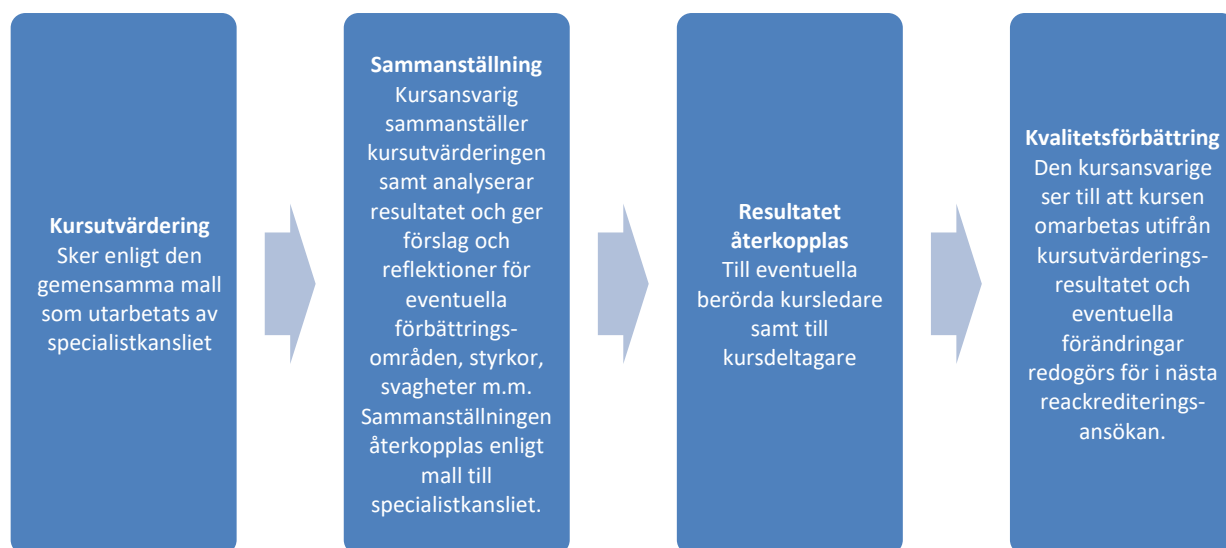 Kursutvärdering
Sker enligt den
gemensamma mall
som utarbetats av
specialistkansliet
Sammanställning
Kursansvarig
sammanställer
kursutvärderingen
samt analyserar
resultatet och ger
förslag och
reflektioner för
eventuella
förbättrings-
områden, styrkor,
svagheter m.m.
Sammanställningen
återkopplas enligt
mall till
specialistkansliet.
Resultatet
återkopplas
Till eventuella
berörda kursledare
samt till
kursdeltagare
Kvalitetsförbättring
Den kursansvarige
ser till att kursen
omarbetas utifrån
kursutvärderings-
resultatet och
eventuella
förändringar
redogörs för i nästa
reackrediterings-
ansökan.